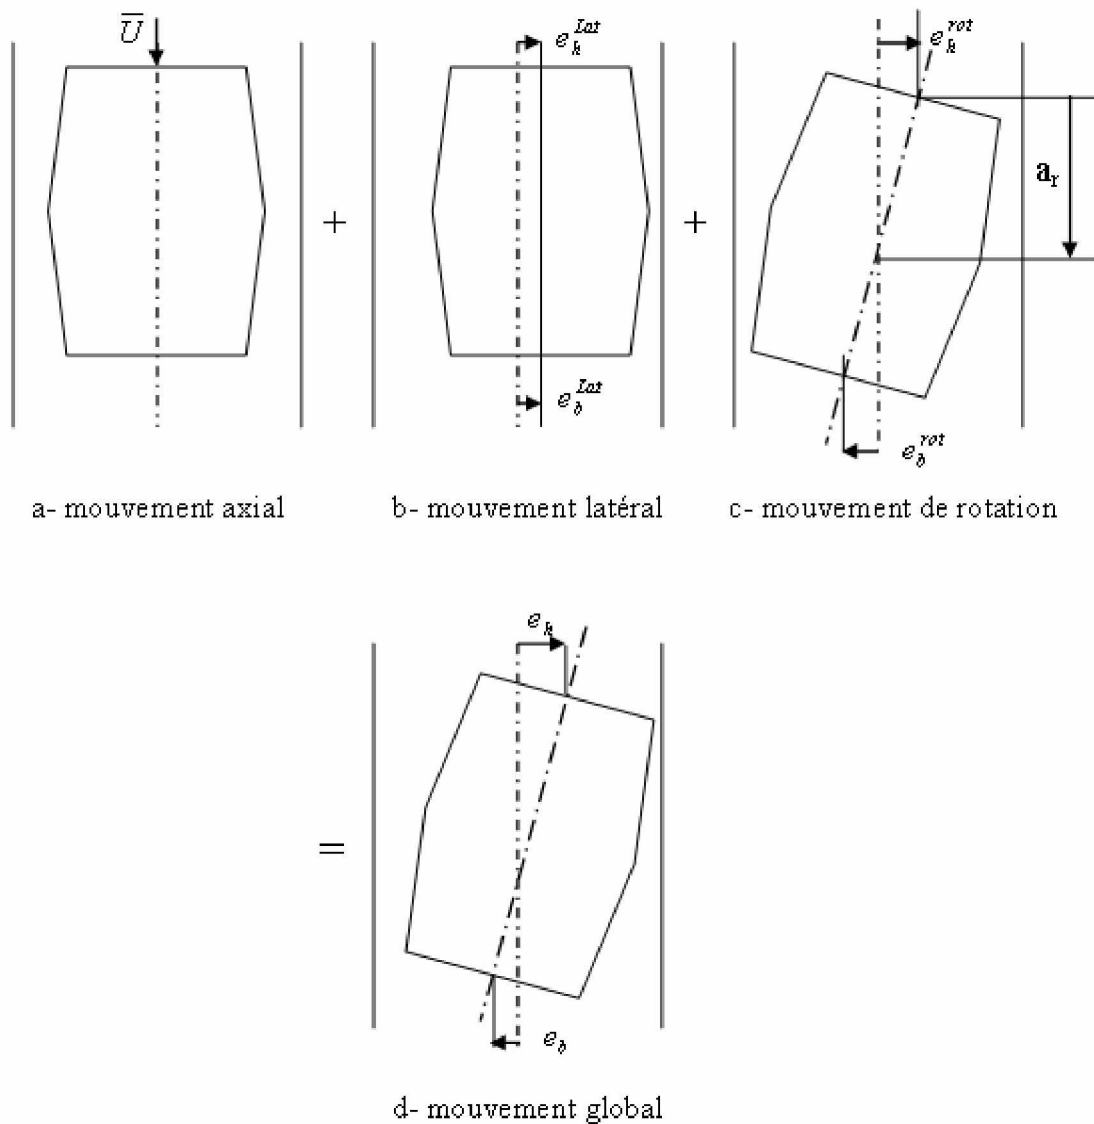 U̅
e_h^Lat
e_h^rot
a_r
+
+
e_b^Lat
e_b^rot
a- mouvement axial
b- mouvement latéral
c- mouvement de rotation
e_h
=
e_b
d- mouvement global